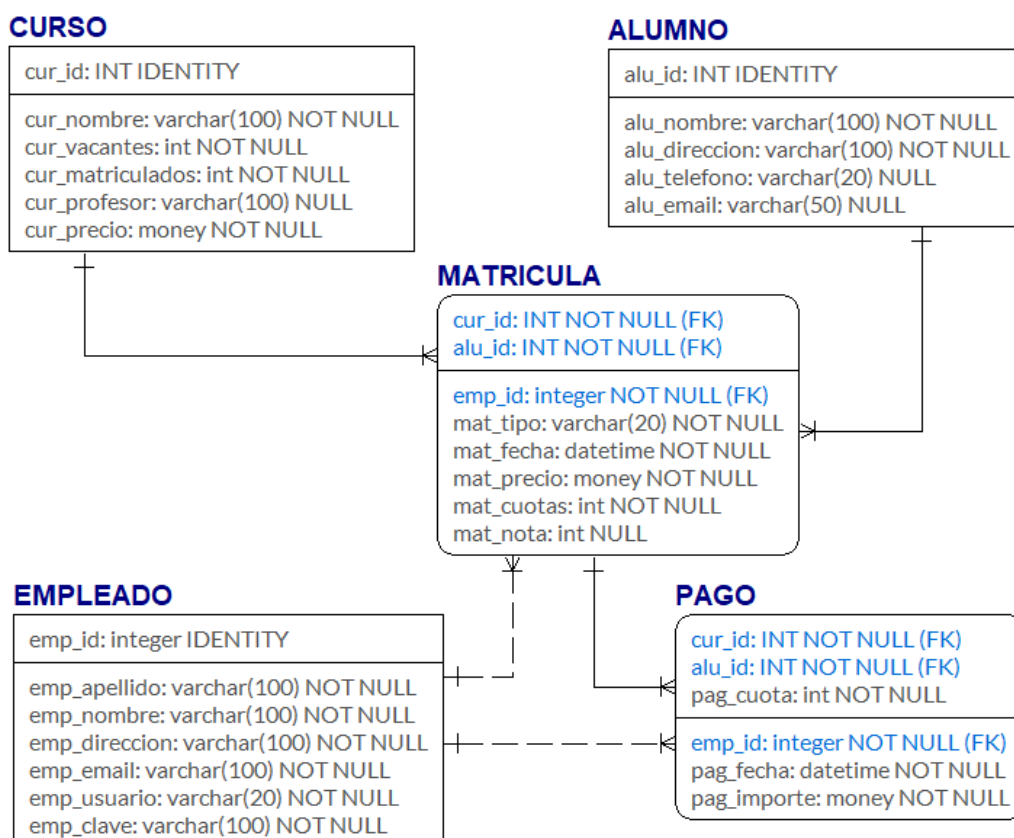 CURSO
cur_id: INT IDENTITY
cur_nombre: varchar(100) NOT NULL
cur_vacantes: int NOT NULL
cur_matriculados: int NOT NULL
cur_profesor: varchar(100) NULL
cur_precio: money NOT NULL
ALUMNO
alu_id: INT IDENTITY
alu_nombre: varchar(100) NOT NULL
alu_direccion: varchar(100) NOT NULL
alu_telefono: varchar(20) NULL
alu_email: varchar(50) NULL
MATRICULA
cur_id: INT NOT NULL (FK)
alu_id: INT NOT NULL (FK)
emp_id: integer NOT NULL (FK)
mat_tipo: varchar(20) NOT NULL
mat_fecha: datetime NOT NULL
mat_precio: money NOT NULL
mat_cuotas: int NOT NULL
mat_nota: int NULL
EMPLEADO
emp_id: integer IDENTITY
emp_apellido: varchar(100) NOT NULL
emp_nombre: varchar(100) NOT NULL
emp_direccion: varchar(100) NOT NULL
emp_email: varchar(100) NOT NULL
emp_usuario: varchar(20) NOT NULL
emp_clave: varchar(100) NOT NULL
PAGO
cur_id: INT NOT NULL (FK)
alu_id: INT NOT NULL (FK)
pag_cuota: int NOT NULL
emp_id: integer NOT NULL (FK)
pag_fecha: datetime NOT NULL
pag_importe: money NOT NULL